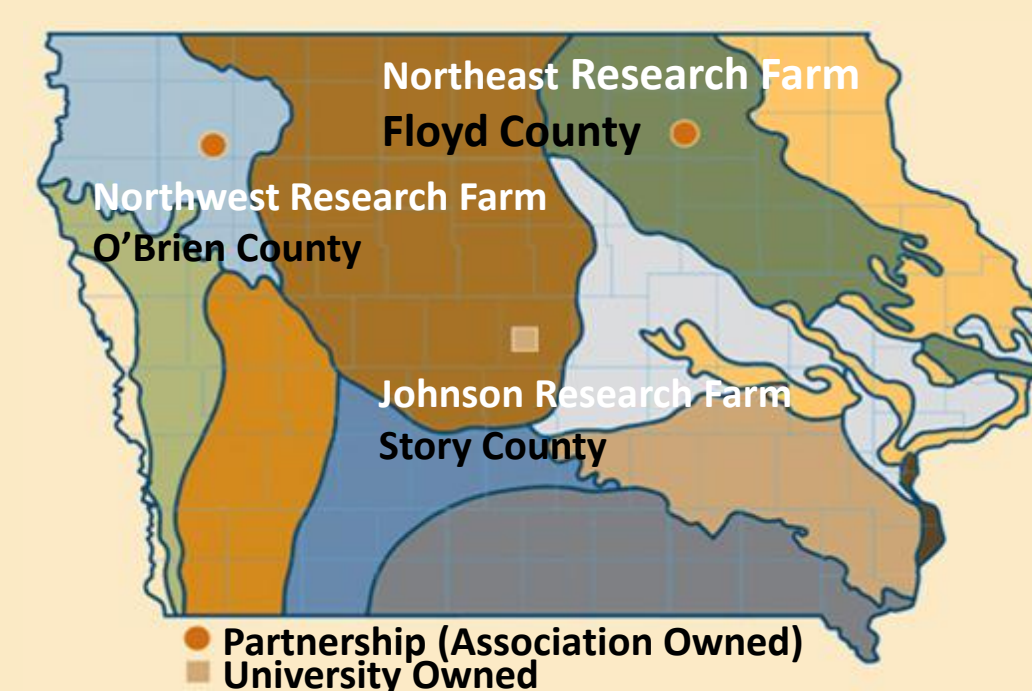 Northeast Research Farm
Floyd County
Northwest Research Farm
O’Brien County
Johnson Research Farm
Story County
Partnership (Association Owned)
University Owned